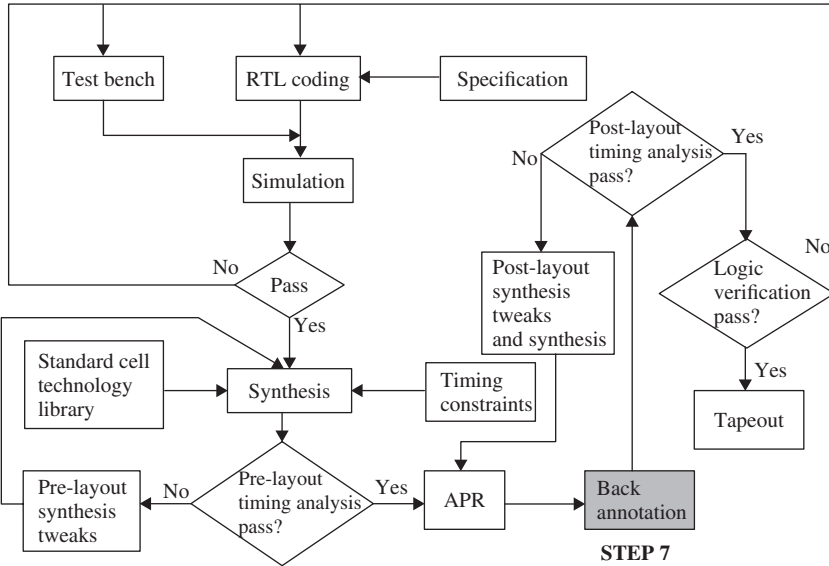 Test bench
RTL coding
Specification
Simulation
No
Pass
Yes
Standard cell
technology
library
Synthesis
Timing
constraints
Pre-layout
synthesis
tweaks
No
Pre-layout
timing analysis
pass?
Yes
APR
Back
annotation
STEP 7
Post-layout
synthesis
tweaks
and synthesis
No
Post-layout
timing analysis
pass?
Yes
Logic
verification
pass?
No
Yes
Tapeout